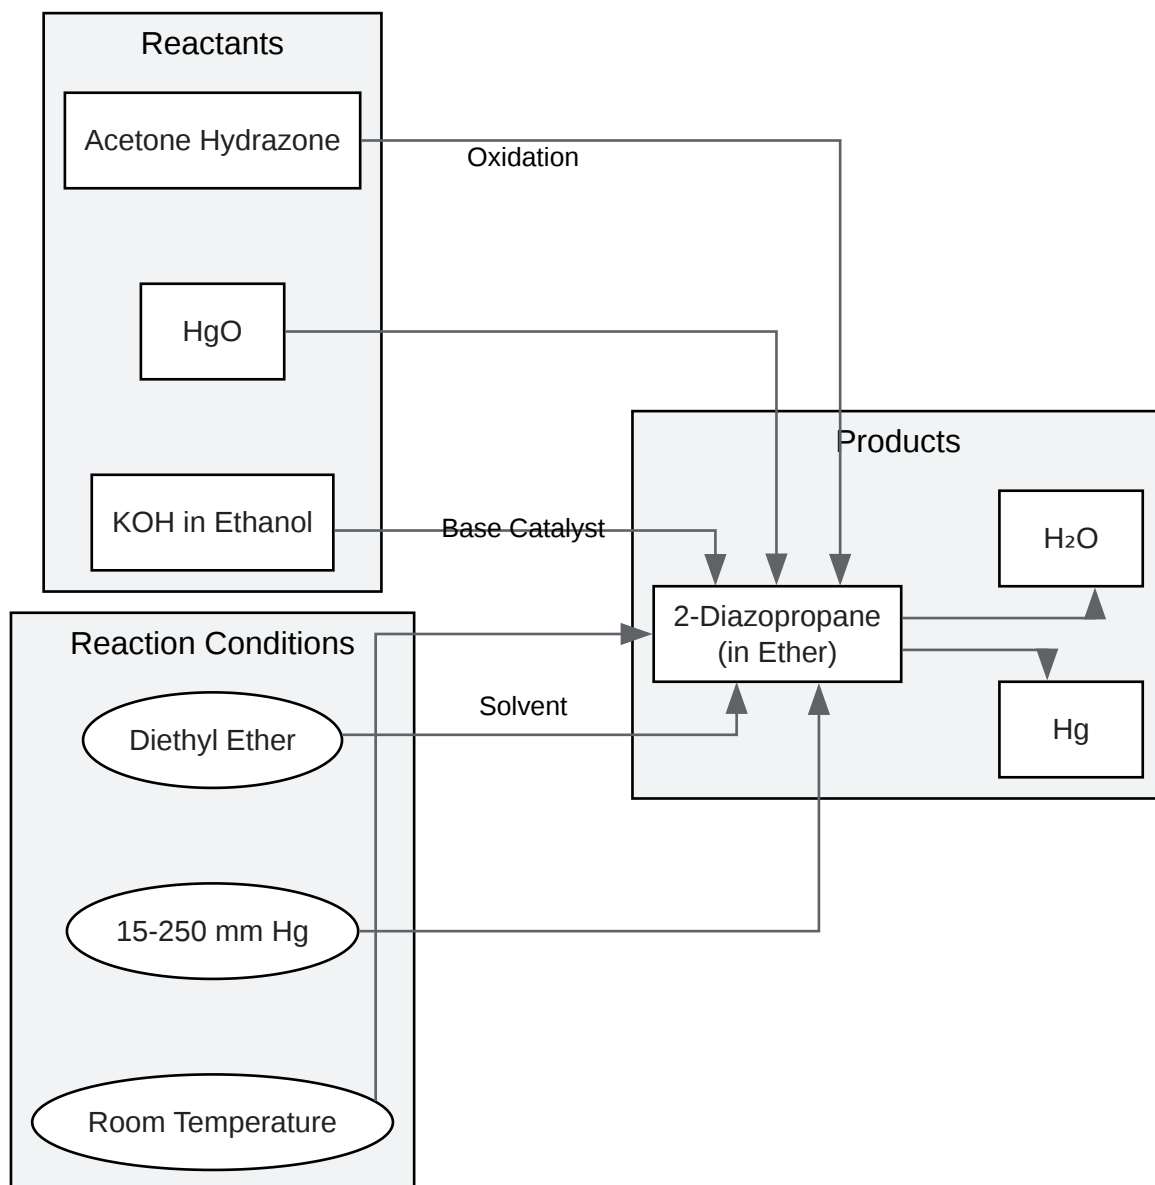 Reactants
Acetone Hydrazone
Oxidation
HgO
KOH in Ethanol
Base Catalyst
Products
H₂O
2-Diazopropane
(in Ether)
Hg
Reaction Conditions
Diethyl Ether
Solvent
15-250 mm Hg
Room Temperature